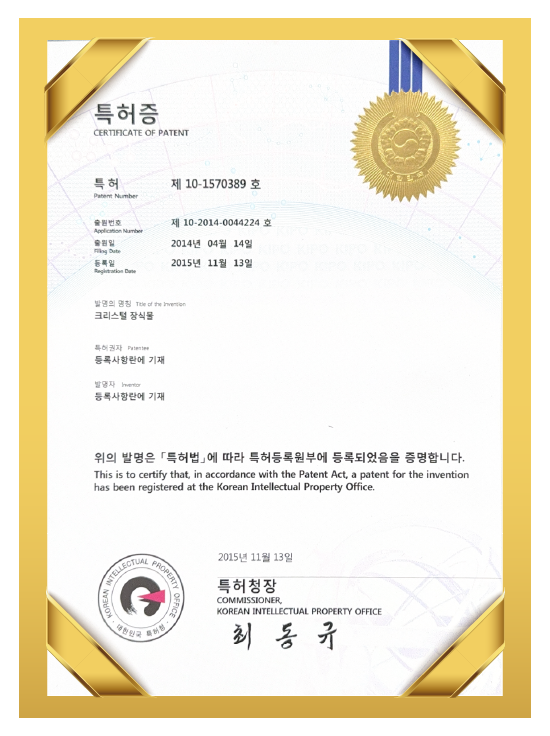 특허증
CERTIFICATE OF PATENT
특 허 제 10-1570389 호
Patent Number
출원번호 제 10-2014-0044224 호
Application Number
출원일 2014년 04월 14일
Filing Date
등록일 2015년 11월 13일
Registration Date
발명의 명칭 Title of the Invention
크리스털 장식물
특허권자 Patentee
등록사항란에 기재
발명자 Inventor
등록사항란에 기재
위의 발명은 「특허법」에 따라 특허등록원부에 등록되었음을 증명합니다.
This is to certify that, in accordance with the Patent Act, a patent for the invention
has been registered at the Korean Intellectual Property Office.
2015년 11월 13일
특허청장
COMMISSIONER,
KOREAN INTELLECTUAL PROPERTY OFFICE
최 동 규
KOREAN INTELLECTUAL PROPERTY OFFICE
대한민국 특허청